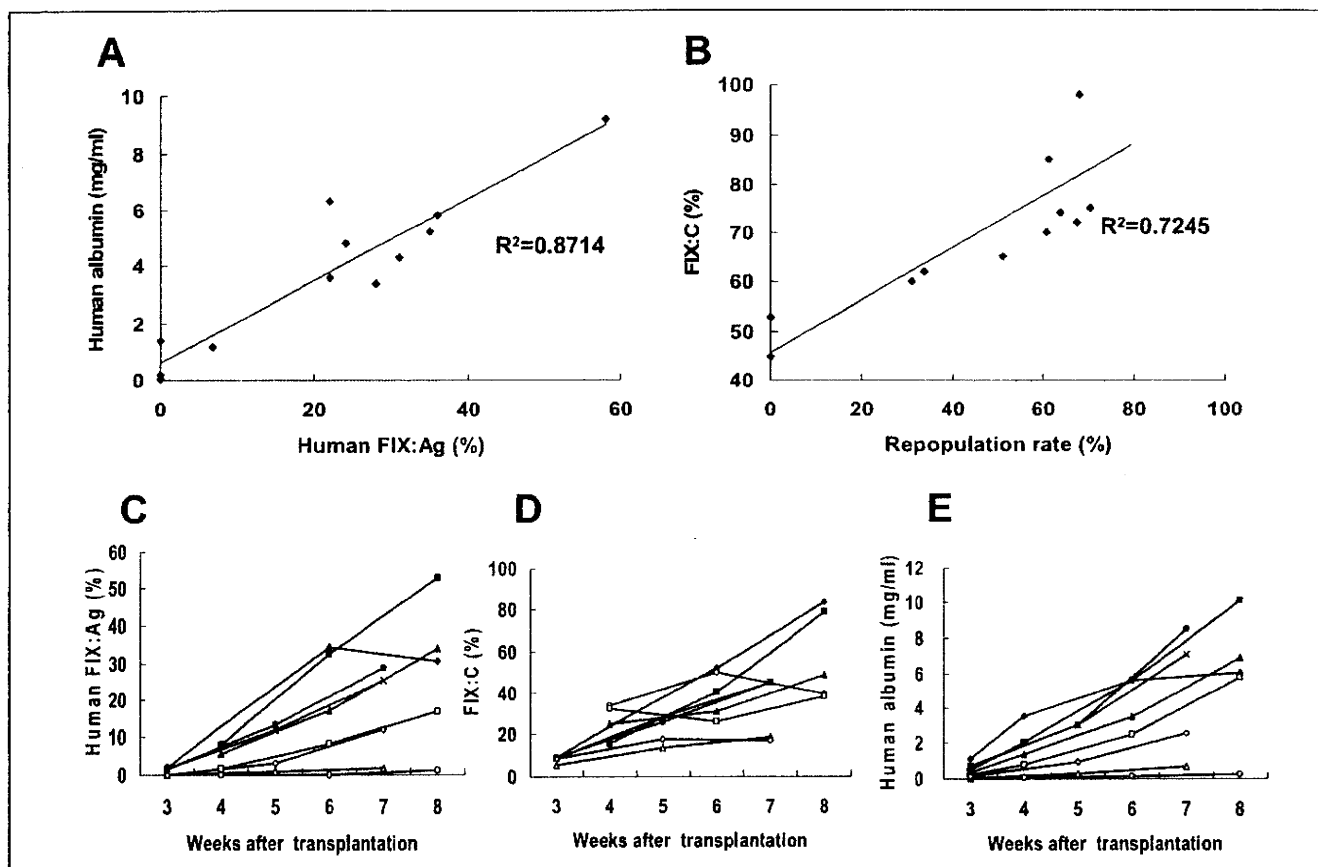 A
Human albumin (mg/ml)
10
8
6
4
2
0
0 20 40 60
Human FIX:Ag (%)
R²=0.8714
B
FIX:C (%)
100
90
80
70
60
50
40
0 20 40 60 80 100
Repopulation rate (%)
R²=0.7245
C
Human FIX:Ag (%)
60
50
40
30
20
10
0
3 4 5 6 7 8
Weeks after transplantation
D
FIX:C (%)
100
80
60
40
20
0
3 4 5 6 7 8
Weeks after transplantation
E
Human albumin (mg/ml)
12
10
8
6
4
2
0
3 4 5 6 7 8
Weeks after transplantation